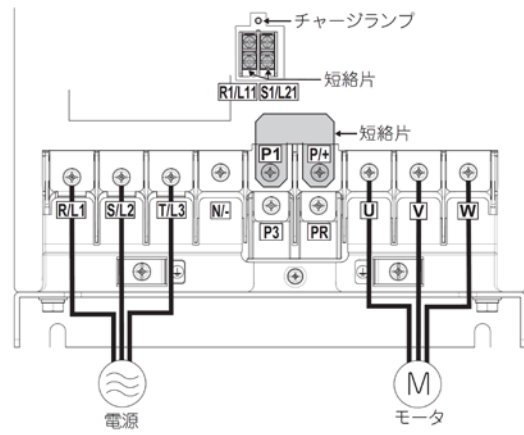 チャージランプ
短絡片
R1/L11 S1/L21
短絡片
P1 P/+
R/L1 S/L2 T/L3 N/- U V W
P3 PR
M
電源
モータ